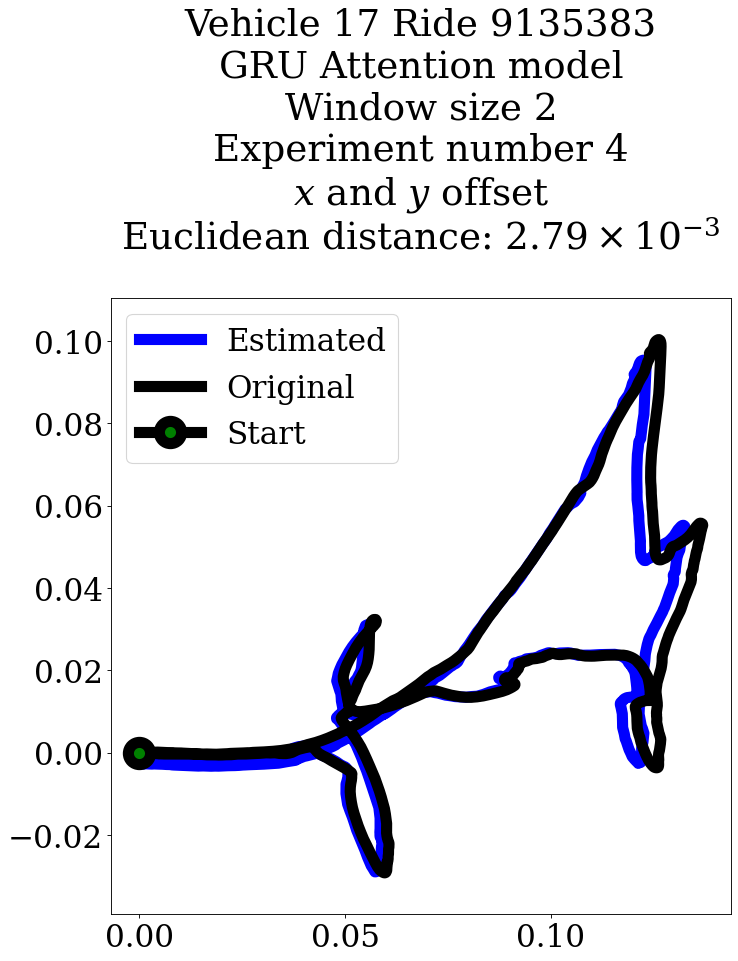 Vehicle 17 Ride 9135383
GRU Attention model
Window size 2
Experiment number 4
x and y offset
Euclidean distance: 2.79 × 10⁻³
Estimated
Original
Start
0.10
0.08
0.06
0.04
0.02
0.00
−0.02
0.00 0.05 0.10